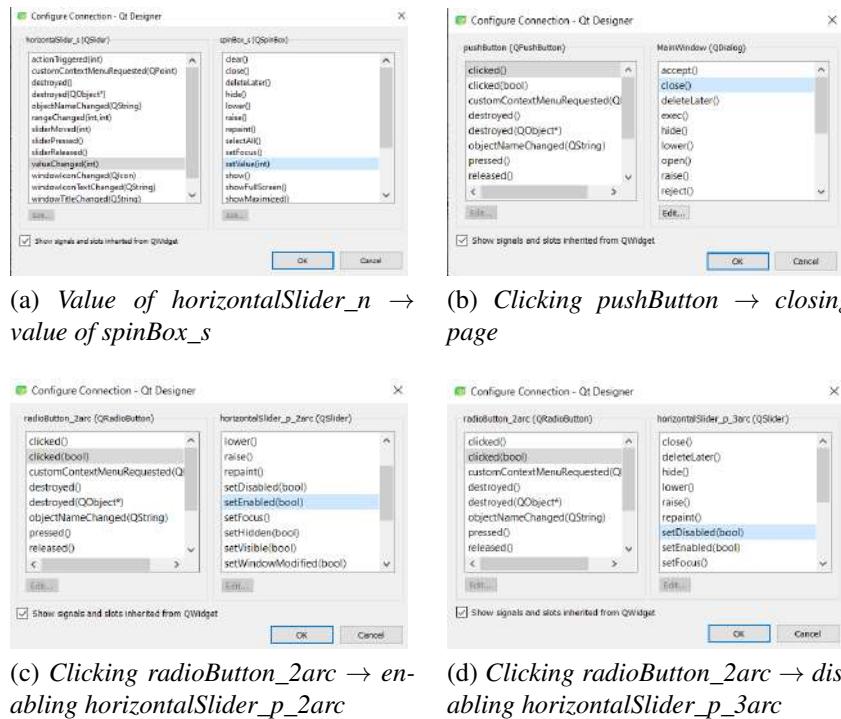 Configure Connection - Qt Designer
horizontalSlider_s (QSlider)
spinBox_s (QSpinBox)
actionTriggered(int)
customContextMenuRequested(QPoint)
destroyed()
destroyed(QObject*)
objectNameChanged(QString)
rangeChanged(int,int)
sliderMoved(int)
sliderPressed()
sliderReleased()
valueChanged(int)
windowIconChanged(QIcon)
windowIconTextChanged(QString)
windowTitleChanged(QString)
clear()
close()
deleteLater()
hide()
lower()
raise()
repaint()
selectAll()
setFocus()
setValue(int)
show()
showFullScreen()
showMaximized()
Edit...
Edit...
Show signals and slots inherited from QWidget
OK
Cancel
(a) Value of horizontalSlider_n →
value of spinBox_s
Configure Connection - Qt Designer
pushButton (QPushButton)
MainWindow (QDialog)
clicked()
clicked(bool)
customContextMenuRequested(Q
destroyed()
destroyed(QObject*)
objectNameChanged(QString)
pressed()
released()
accept()
close()
deleteLater()
exec()
hide()
lower()
open()
raise()
reject()
Edit...
Edit...
Show signals and slots inherited from QWidget
OK
Cancel
(b) Clicking pushButton → closing
page
Configure Connection - Qt Designer
radioButton_2arc (QRadioButton)
horizontalSlider_p_2arc (QSlider)
clicked()
clicked(bool)
customContextMenuRequested(Q
destroyed()
destroyed(QObject*)
objectNameChanged(QString)
pressed()
released()
lower()
raise()
repaint()
setDisabled(bool)
setEnabled(bool)
setFocus()
setHidden(bool)
setVisible(bool)
setWindowModified(bool)
Edit...
Edit...
Show signals and slots inherited from QWidget
OK
Cancel
(c) Clicking radioButton_2arc → en-
abling horizontalSlider_p_2arc
Configure Connection - Qt Designer
radioButton_2arc (QRadioButton)
horizontalSlider_p_3arc (QSlider)
clicked()
clicked(bool)
customContextMenuRequested(Q
destroyed()
destroyed(QObject*)
objectNameChanged(QString)
pressed()
released()
close()
deleteLater()
hide()
lower()
raise()
repaint()
setDisabled(bool)
setEnabled(bool)
setFocus()
Edit...
Edit...
Show signals and slots inherited from QWidget
OK
Cancel
(d) Clicking radioButton_2arc → dis
abling horizontalSlider_p_3arc